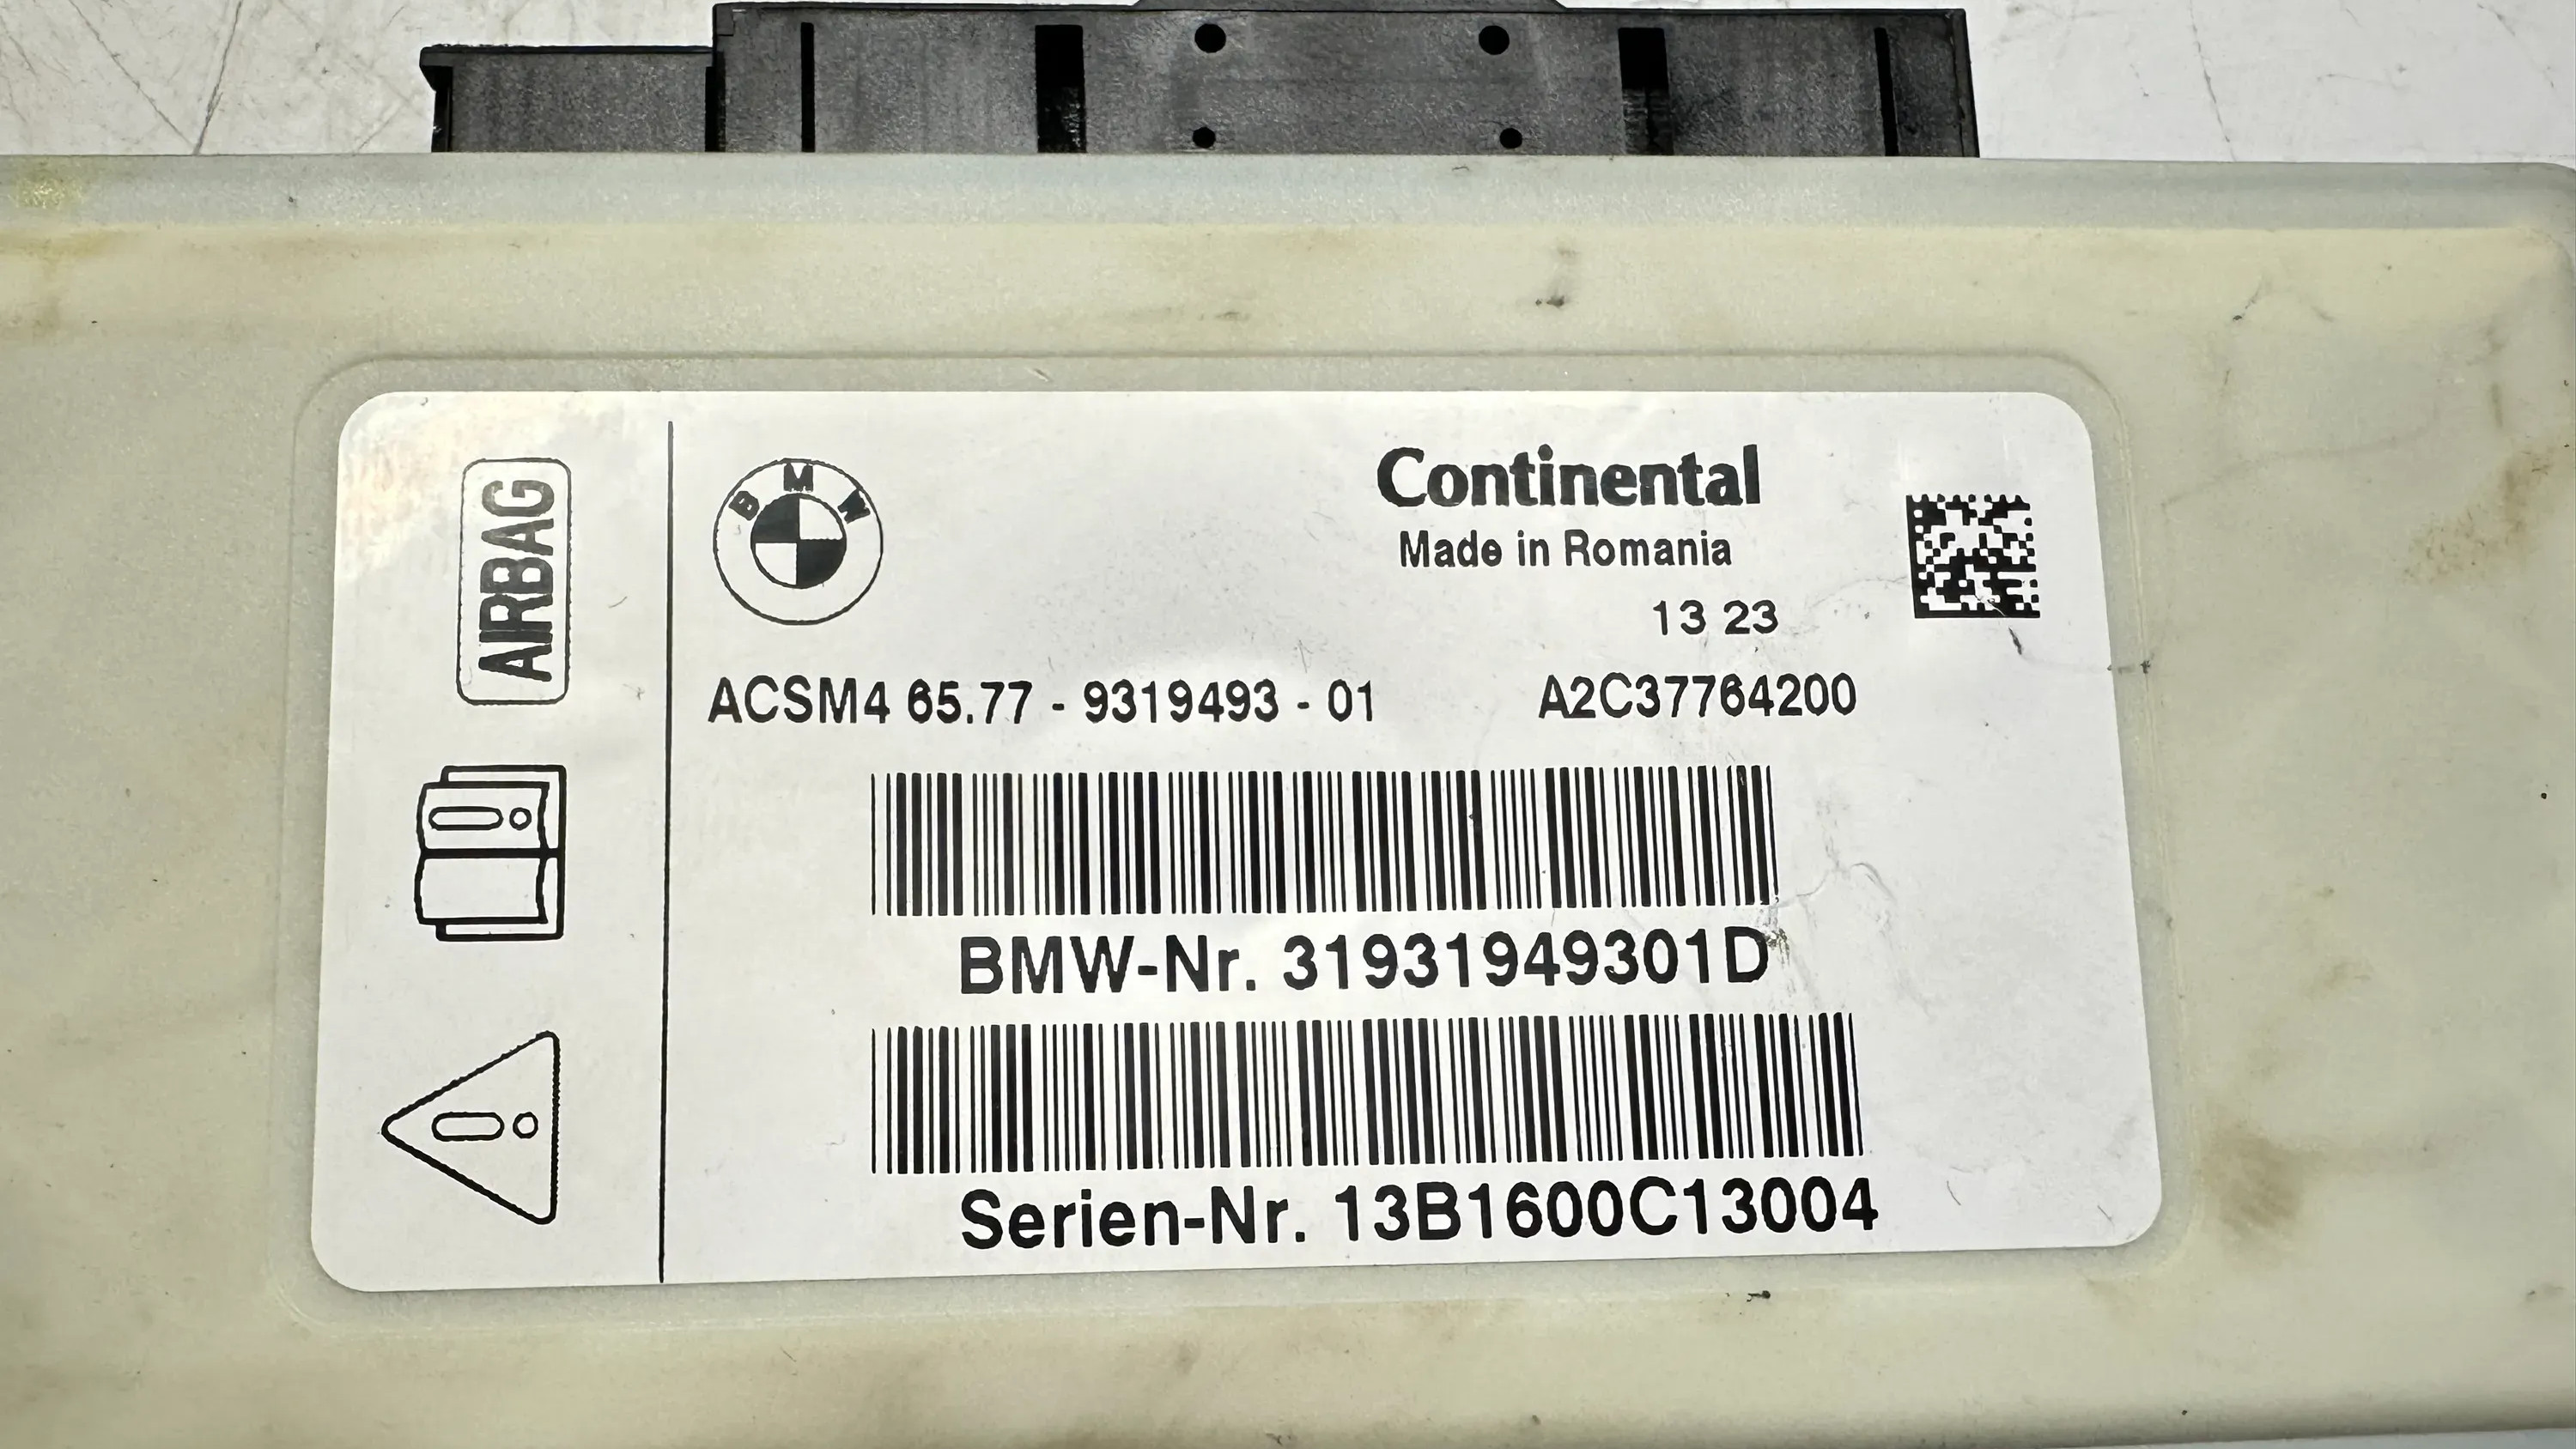 AIRBAG
BMW
Continental
Made in Romania
13 23
ACSM4 65.77 - 9319493 - 01 A2C37764200
BMW-Nr. 31931949301D
Serien-Nr. 13B1600C13004